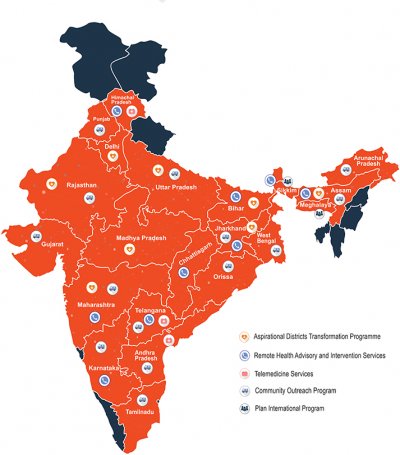 Himachal
Pradesh
Punjab
Delhi
Rajasthan
Uttar Pradesh
Arunachal
Pradesh
Sikkim
Assam
Meghalaya
Bihar
Gujarat
Madhya Pradesh
Jharkhand
West
Bengal
Chhattisgarh
Orissa
Maharashtra
Telangana
Andhra
Pradesh
Karnataka
Tamilnadu
Aspirational Districts Transformation Programme
Remote Health Advisory and Intervention Services
Telemedicine Services
Community Outreach Program
Plan International Program